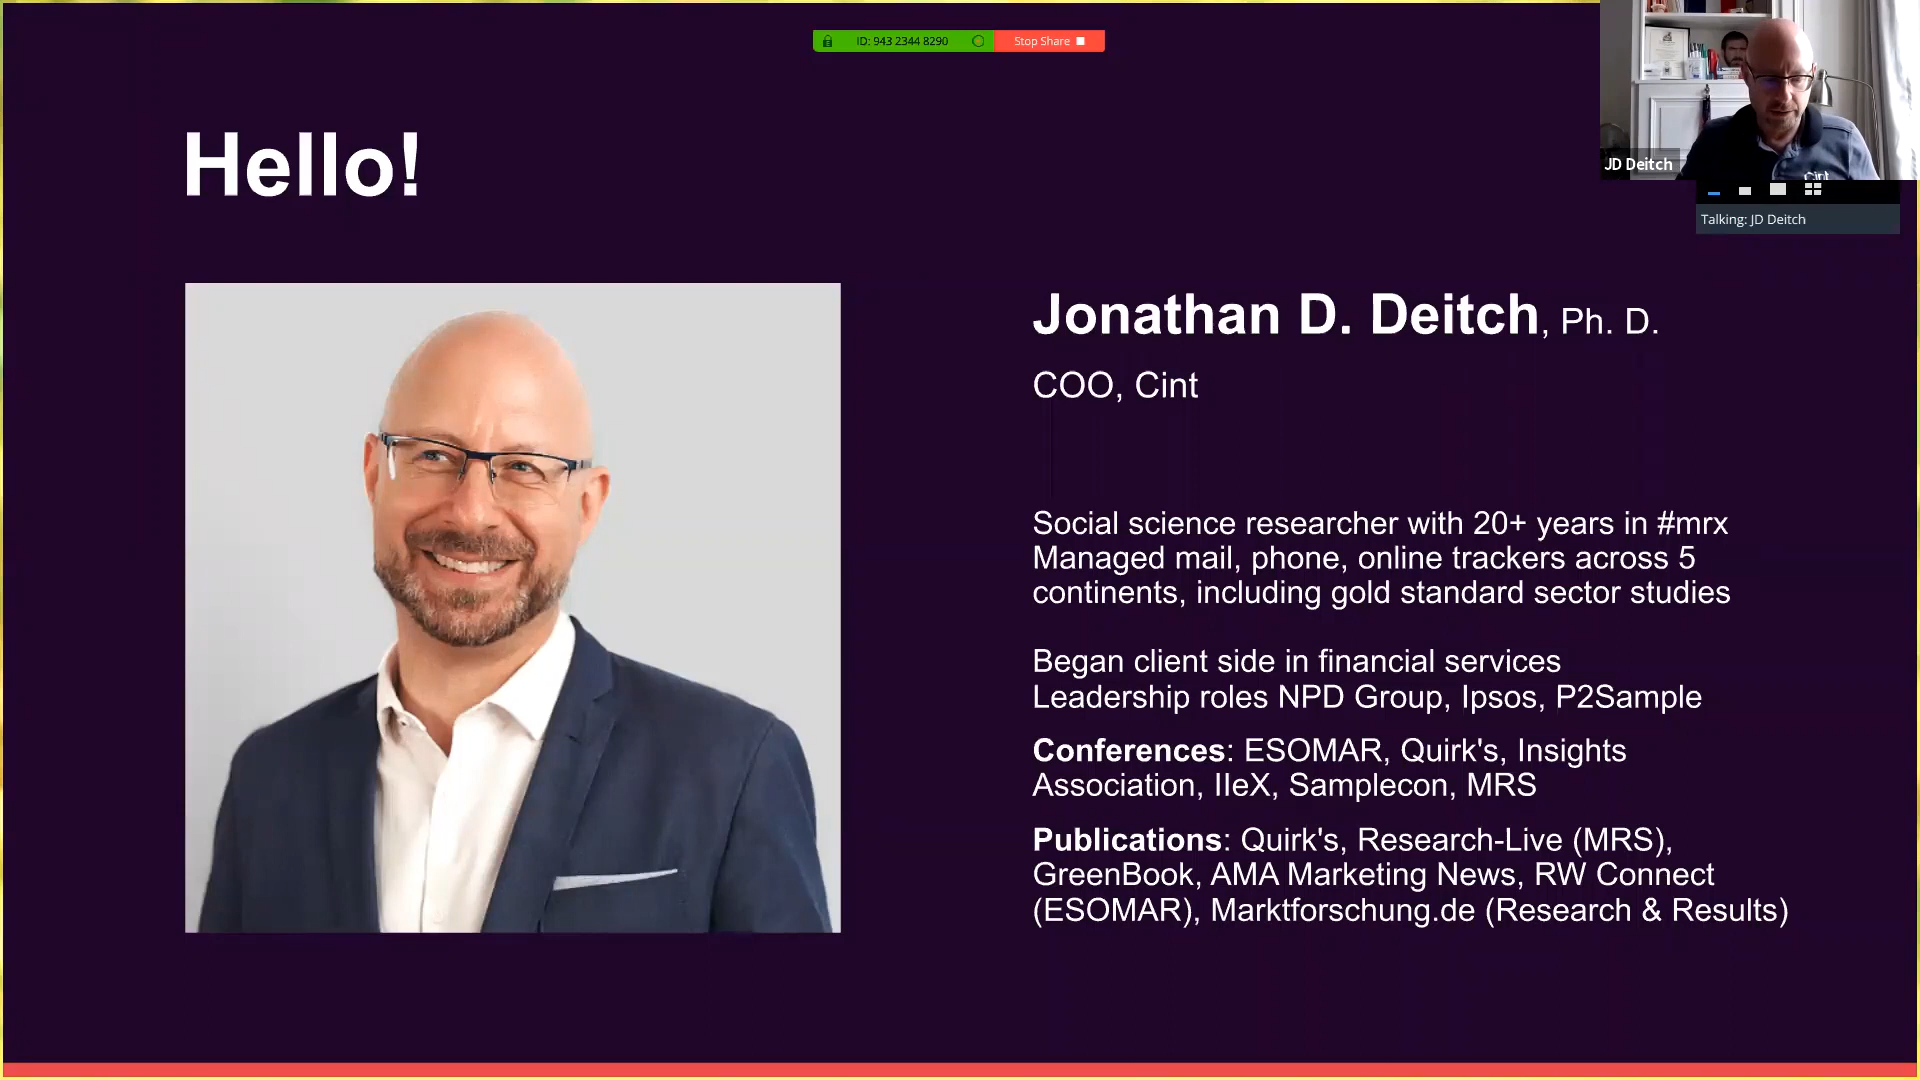 ID: 943 2344 8290
Stop Share
JD Deitch
Cint
Talking: JD Deitch
Hello!
Jonathan D. Deitch, Ph. D.
COO, Cint
Social science researcher with 20+ years in #mrx
Managed mail, phone, online trackers across 5
continents, including gold standard sector studies
Began client side in financial services
Leadership roles NPD Group, Ipsos, P2Sample
Conferences: ESOMAR, Quirk's, Insights
Association, IIeX, Samplecon, MRS
Publications: Quirk's, Research-Live (MRS),
GreenBook, AMA Marketing News, RW Connect
(ESOMAR), Marktforschung.de (Research & Results)